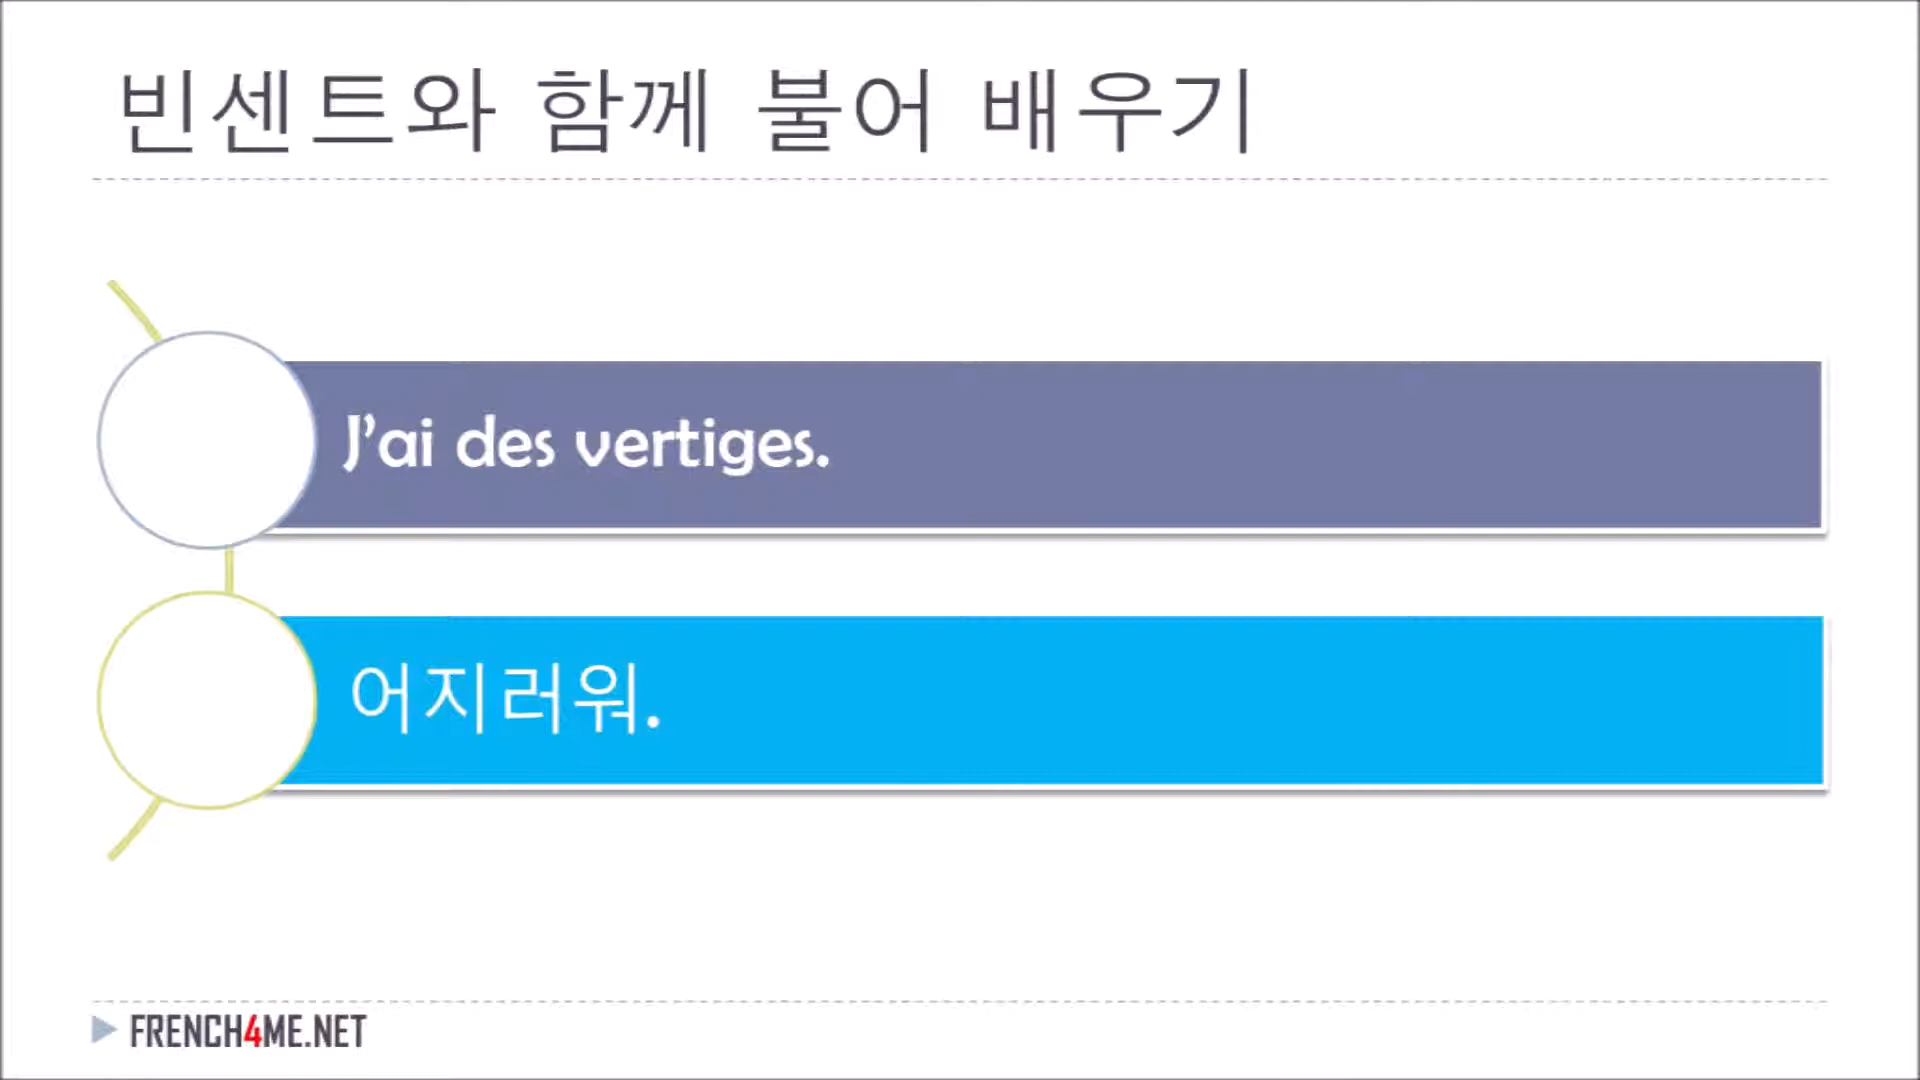 빈센트와 함께 불어 배우기
J'ai des vertiges.
어지러워.
FRENCH4ME.NET